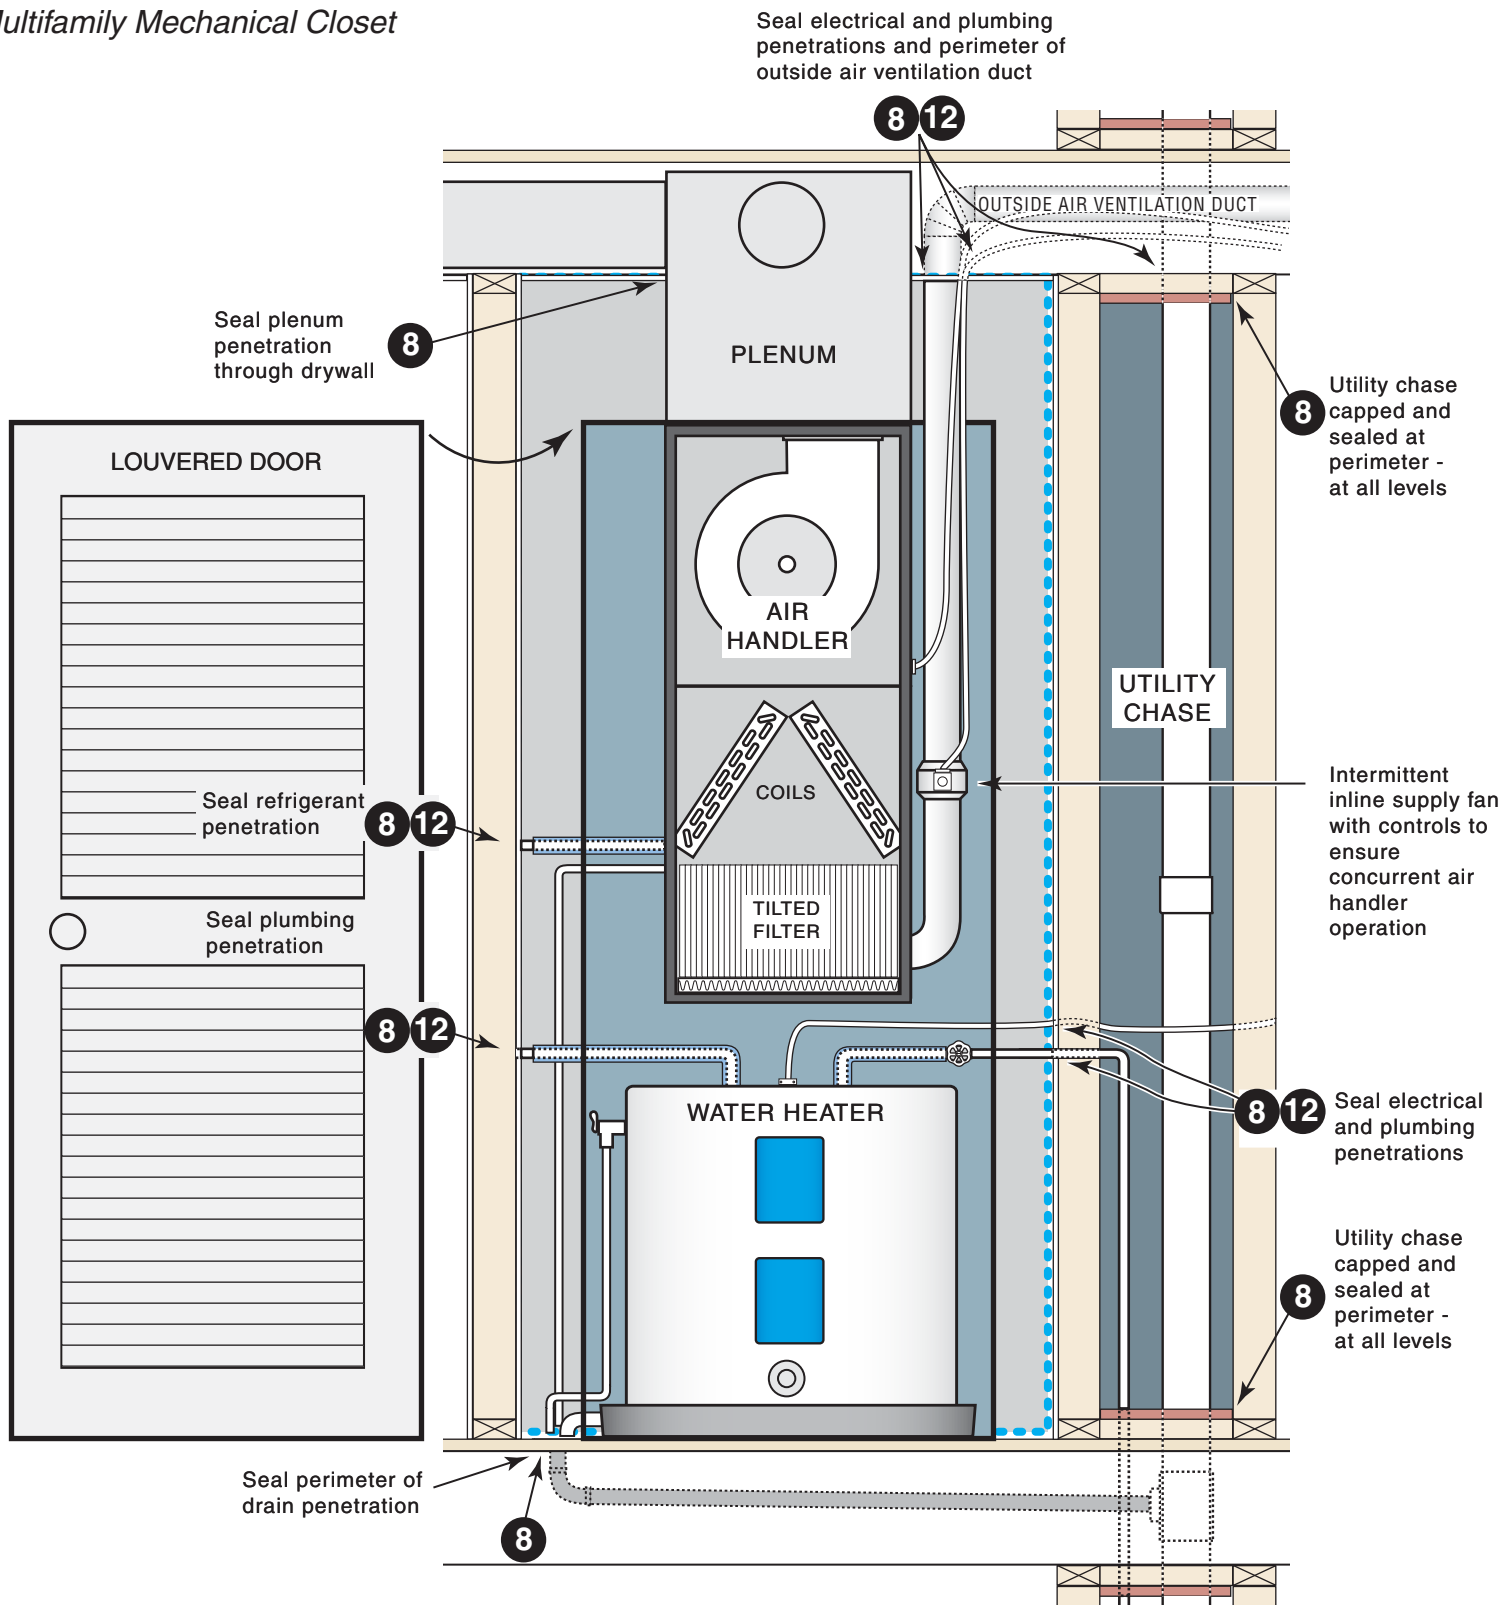 Multifamily Mechanical Closet
Seal electrical and plumbing
penetrations and perimeter of
outside air ventilation duct
8 12
OUTSIDE AIR VENTILATION DUCT
Seal plenum
penetration
through drywall
8
PLENUM
8
Utility chase
capped and
sealed at
perimeter -
at all levels
LOUVERED DOOR
AIR
HANDLER
UTILITY
CHASE
COILS
Intermittent
inline supply fan
with controls to
ensure
concurrent air
handler
operation
Seal refrigerant
penetration
8 12
TILTED
FILTER
Seal plumbing
penetration
8 12
WATER HEATER
8 12
Seal electrical
and plumbing
penetrations
Utility chase
capped and
sealed at
perimeter -
at all levels
8
Seal perimeter of
drain penetration
8